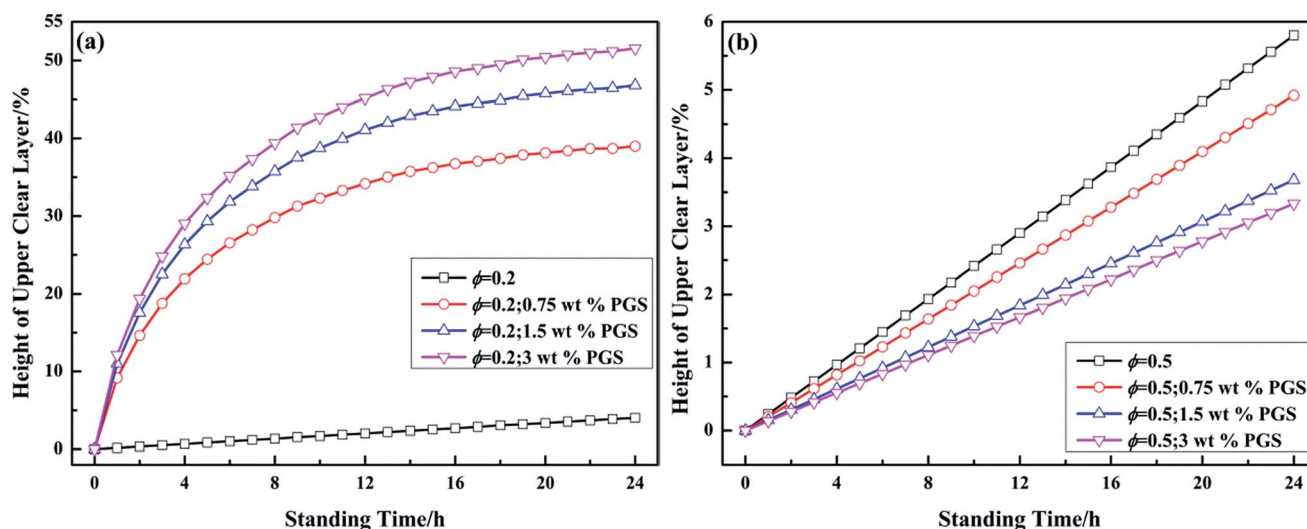 (a)
Height of Upper Clear Layer/%
55
50
40
30
20
10
0
ϕ=0.2
ϕ=0.2;0.75 wt % PGS
ϕ=0.2;1.5 wt % PGS
ϕ=0.2;3 wt % PGS
0 4 8 12 16 20 24
Standing Time/h
(b)
Height of Upper Clear Layer/%
6
5
4
3
2
1
0
ϕ=0.5
ϕ=0.5;0.75 wt % PGS
ϕ=0.5;1.5 wt % PGS
ϕ=0.5;3 wt % PGS
0 4 8 12 16 20 24
Standing Time/h